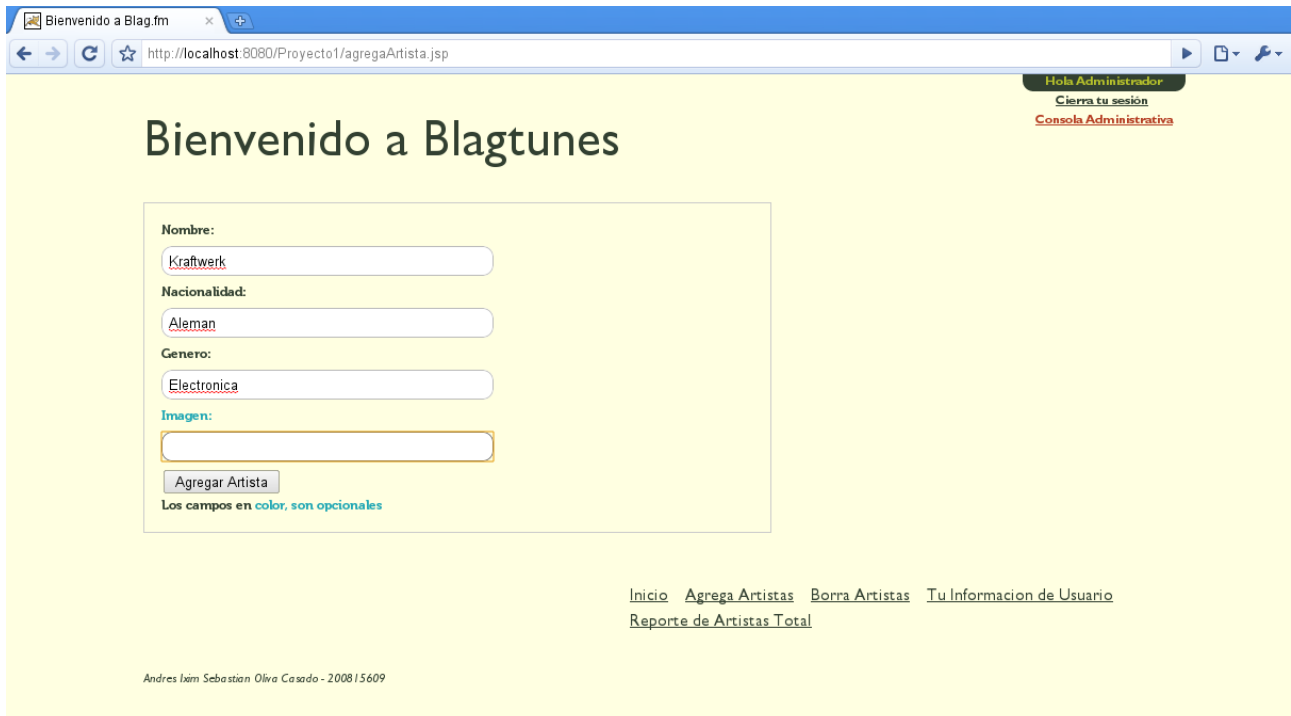 Bienvenido a Blag.fm
http://localhost:8080/Proyecto1/agregaArtista.jsp
Hola Administrador
Cierra tu sesión
Consola Administrativa
Bienvenido a Blagtunes
Nombre:
Kraftwerk
Nacionalidad:
Aleman
Genero:
Electronica
Imagen:
Agregar Artista
Los campos en color, son opcionales
Inicio Agrega Artistas Borra Artistas Tu Informacion de Usuario
Reporte de Artistas Total
Andres Ixim Sebastian Oliva Casado - 200815609